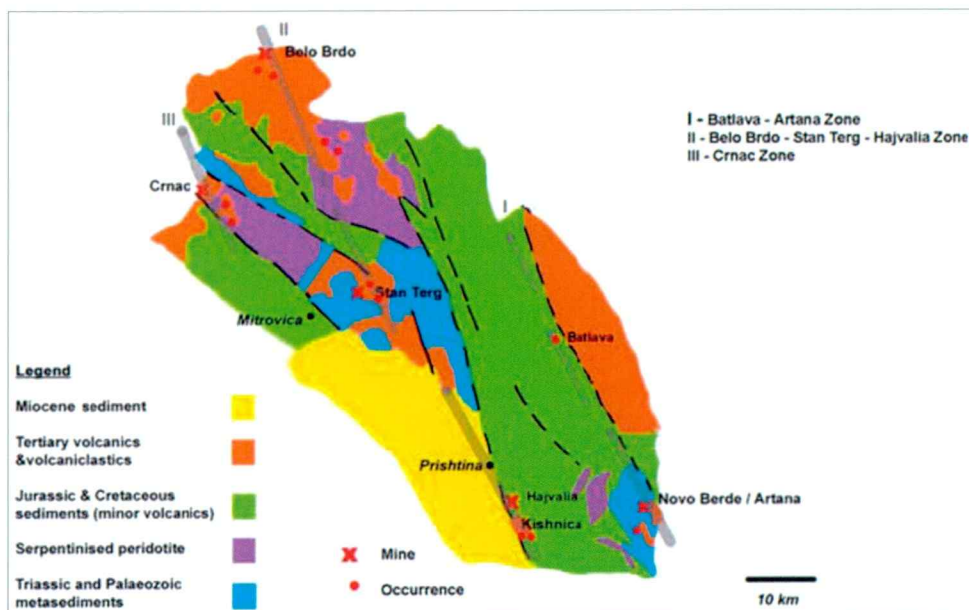 II
Belo Brdo
I - Batlava - Artana Zone
II - Belo Brdo - Stan Terg - Hajvalia Zone
III - Crnac Zone
III
Crnac
I
Stan Terg
Mitrovica
Batlava
Legend
Miocene sediment
Tertiary volcanics
&volcaniclastics
Jurassic & Cretaceous
sediments (minor volcanics)
Serpentinised peridotite
Triassic and Palaeozoic
metasediments
Prishtina
Hajvalia
Kishnica
Novo Berde / Artana
Mine
Occurrence
10 km